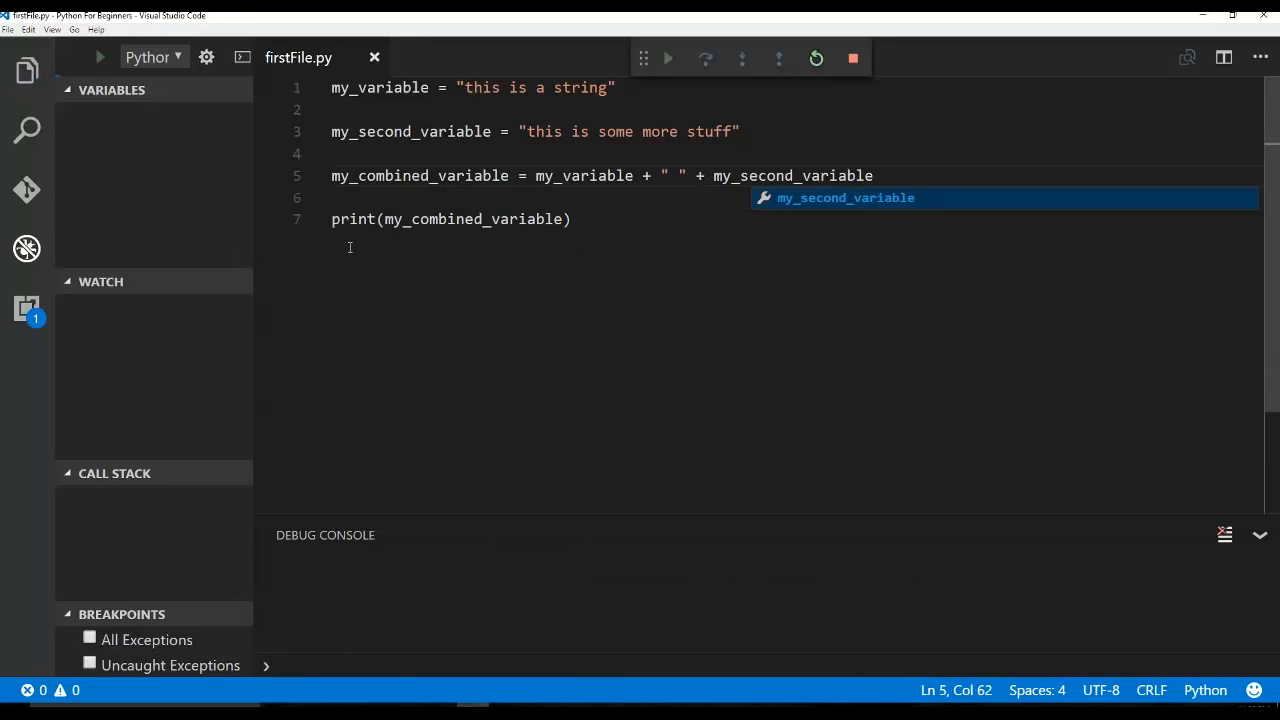 firstFile.py - Python For Beginners - Visual Studio Code
File Edit View Go Help
Python
firstFile.py
VARIABLES
WATCH
CALL STACK
BREAKPOINTS
All Exceptions
Uncaught Exceptions
1
1 my_variable = "this is a string"
2
3 my_second_variable = "this is some more stuff"
4
5 my_combined_variable = my_variable + " " + my_second_variable
my_second_variable
6
7 print(my_combined_variable)
DEBUG CONSOLE
0 0
Ln 5, Col 62 Spaces: 4 UTF-8 CRLF Python